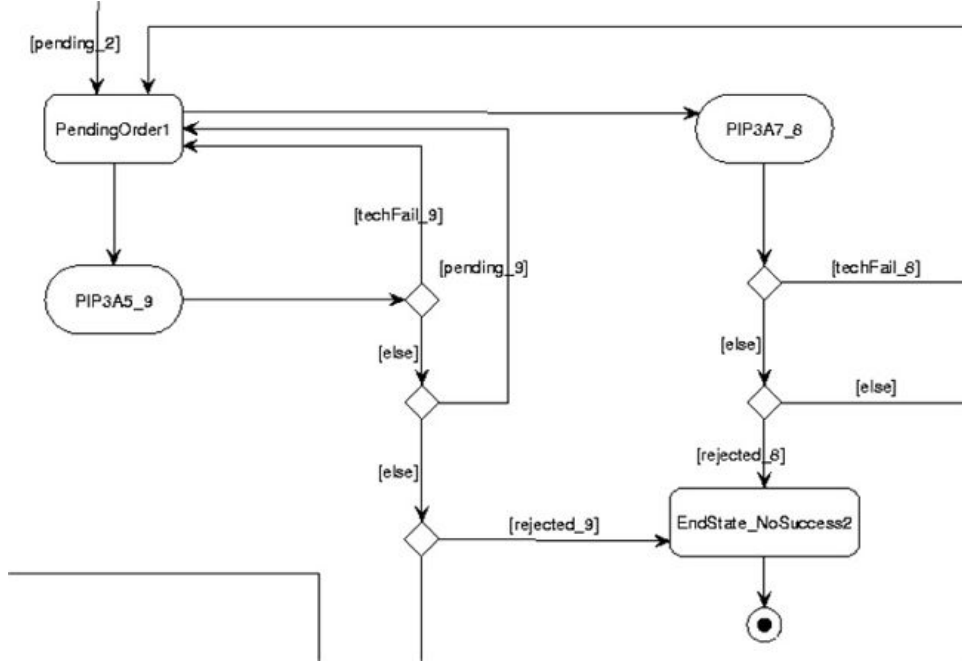 [pending_2]
PendingOrder1
PIP3A7_8
[techFail_9]
[pending_9]
[techFail_8]
PIP3A5_9
[else]
[else]
[else]
[else]
[rejected_8]
[rejected_9]
EndState_NoSuccess2